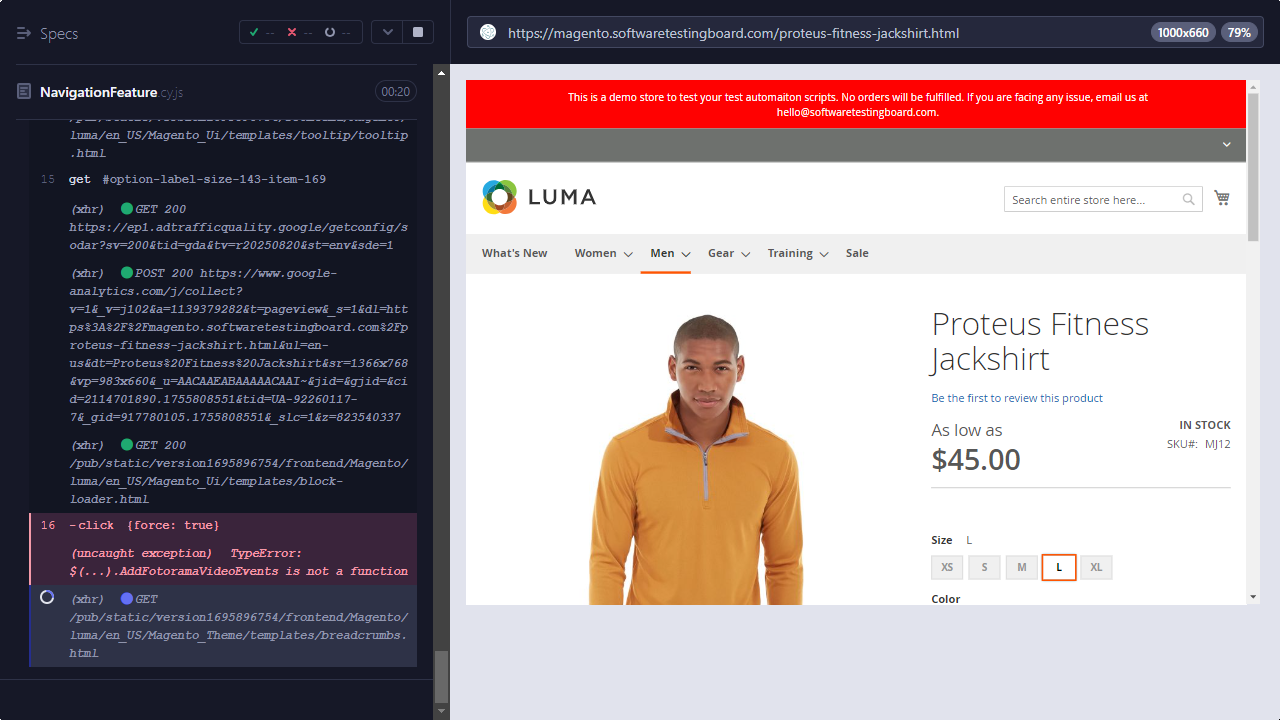 Specs
--
--
--
NavigationFeature.cy.js
00:20
luma/en_US/Magento_Ui/templates/tooltip/tooltip
.html
15 get #option-label-size-143-item-169
(xhr) GET 200
https://ep1.adtrafficquality.google/getconfig/s
odar?sv=200&tid=gda&tv=r20250820&st=env&sde=1
(xhr) POST 200 https://www.google-
analytics.com/j/collect?
v=1&_v=j102&a=1139379282&t=pageview&_s=1&dl=htt
ps%3A%2F%2Fmagento.softwaretestingboard.com%2Fp
roteus-fitness-jackshirt.html&ul=en-
us&dt=Proteus%20Fitness%20Jackshirt&sr=1366x768
&vp=983x660&_u=AACAAEABAAAAACAAI~&jid=&gjid=&ci
d=2114701890.1755808551&tid=UA-92260117-
7&_gid=917780105.1755808551&_slc=1&z=823540337
(xhr) GET 200
/pub/static/version1695896754/frontend/Magento/
luma/en_US/Magento_Ui/templates/block-
loader.html
16 -click {force: true}
(uncaught exception) TypeError:
$(...).AddFotoramaVideoEvents is not a function
(xhr) GET
/pub/static/version1695896754/frontend/Magento/
luma/en_US/Magento_Theme/templates/breadcrumbs.
html
https://magento.softwaretestingboard.com/proteus-fitness-jackshirt.html
1000x660
79%
This is a demo store to test your test automaiton scripts. No orders will be fulfilled. If you are facing any issue, email us at
hello@softwaretestingboard.com.
LUMA
Search entire store here...
What's New Women Men Gear Training Sale
Proteus Fitness
Jackshirt
Be the first to review this product
As low as
$45.00
IN STOCK
SKU#: MJ12
Size L
XS S M L XL
Color